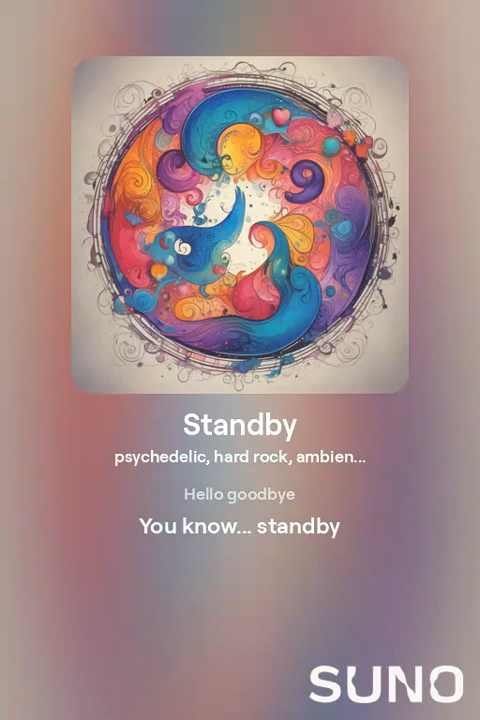 Standby
psychedelic, hard rock, ambien...
Hello goodbye
You know... standby
SUNO